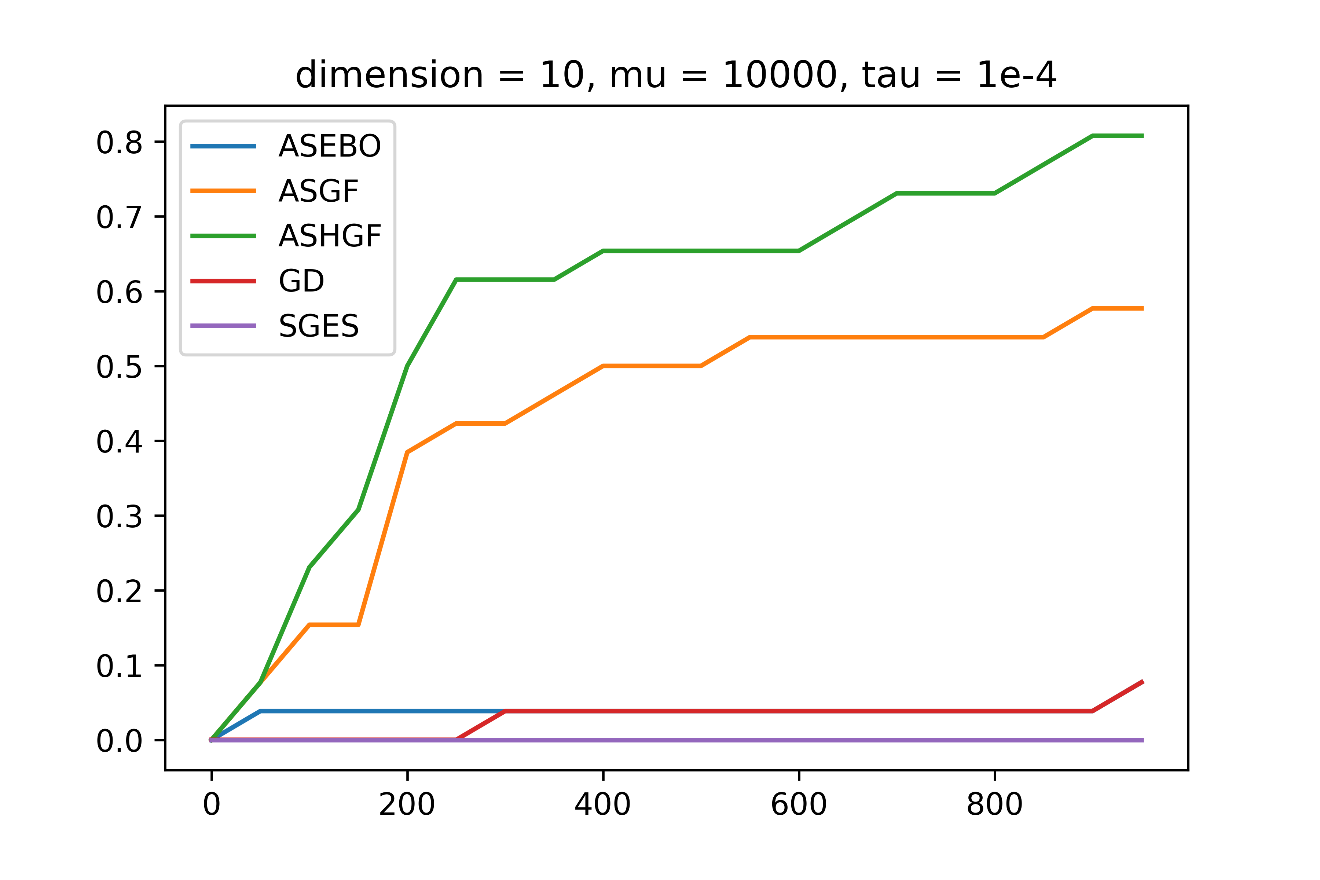 dimension = 10, mu = 10000, tau = 1e-4
ASEBO
ASGF
ASHGF
GD
SGES
0.8
0.7
0.6
0.5
0.4
0.3
0.2
0.1
0.0
0 200 400 600 800